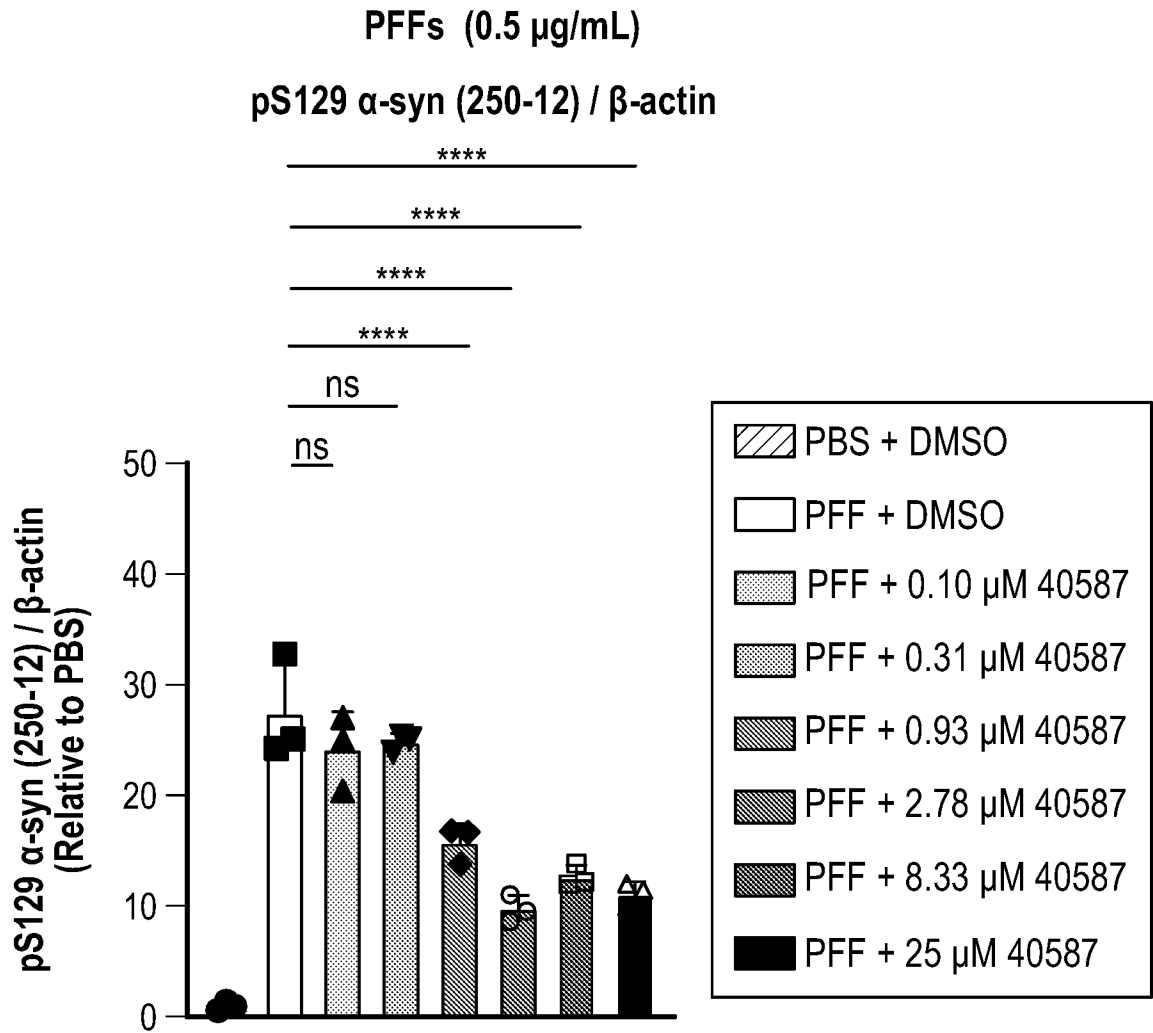 PFFs (0.5 µg/mL)
pS129 α-syn (250-12) / β-actin
****
****
****
****
ns
ns
50
40
30
20
10
0
pS129 α-syn (250-12) / β-actin
(Relative to PBS)
PBS + DMSO
PFF + DMSO
PFF + 0.10 µM 40587
PFF + 0.31 µM 40587
PFF + 0.93 µM 40587
PFF + 2.78 µM 40587
PFF + 8.33 µM 40587
PFF + 25 µM 40587